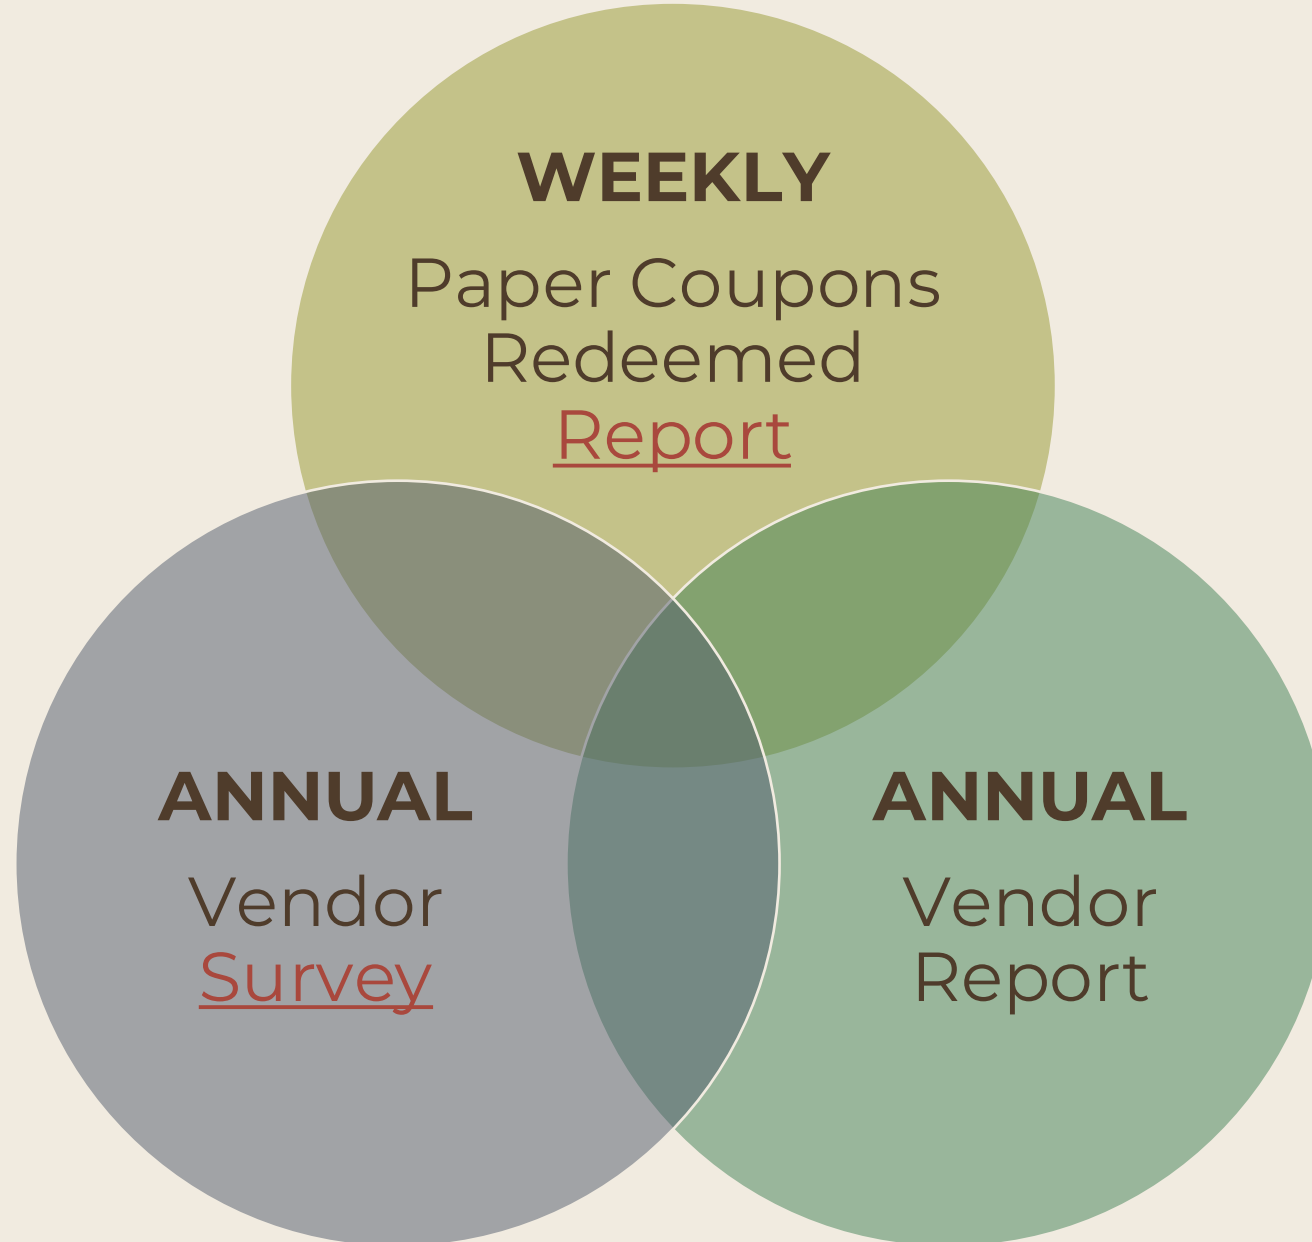 WEEKLY
Paper Coupons
Redeemed
Report
ANNUAL
Vendor
Survey
ANNUAL
Vendor
Report